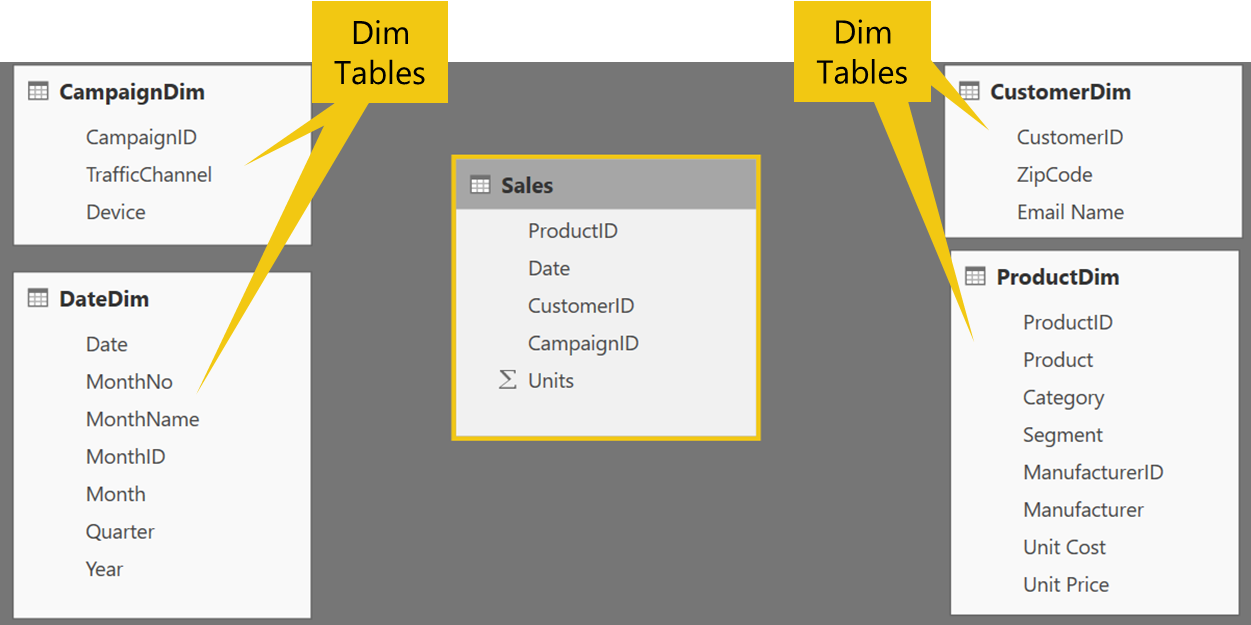 Dim
Tables
Dim
Tables
CampaignDim
CampaignID
TrafficChannel
Device
DateDim
Date
MonthNo
MonthName
MonthID
Month
Quarter
Year
Sales
ProductID
Date
CustomerID
CampaignID
Σ Units
CustomerDim
CustomerID
ZipCode
Email Name
ProductDim
ProductID
Product
Category
Segment
ManufacturerID
Manufacturer
Unit Cost
Unit Price